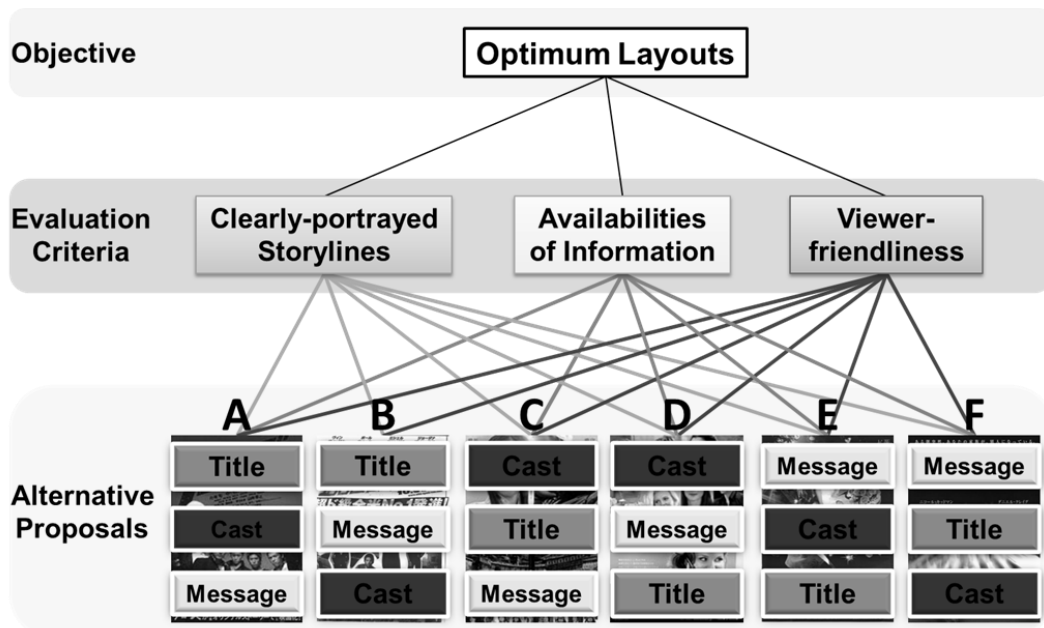 Objective
Optimum Layouts
Evaluation
Criteria
Clearly-portrayed
Storylines
Availabilities
of Information
Viewer-
friendliness
Alternative
Proposals
A
B
C
D
E
F
Title
Title
Cast
Cast
Message
Message
Cast
Message
Title
Message
Cast
Title
Message
Cast
Message
Title
Title
Cast